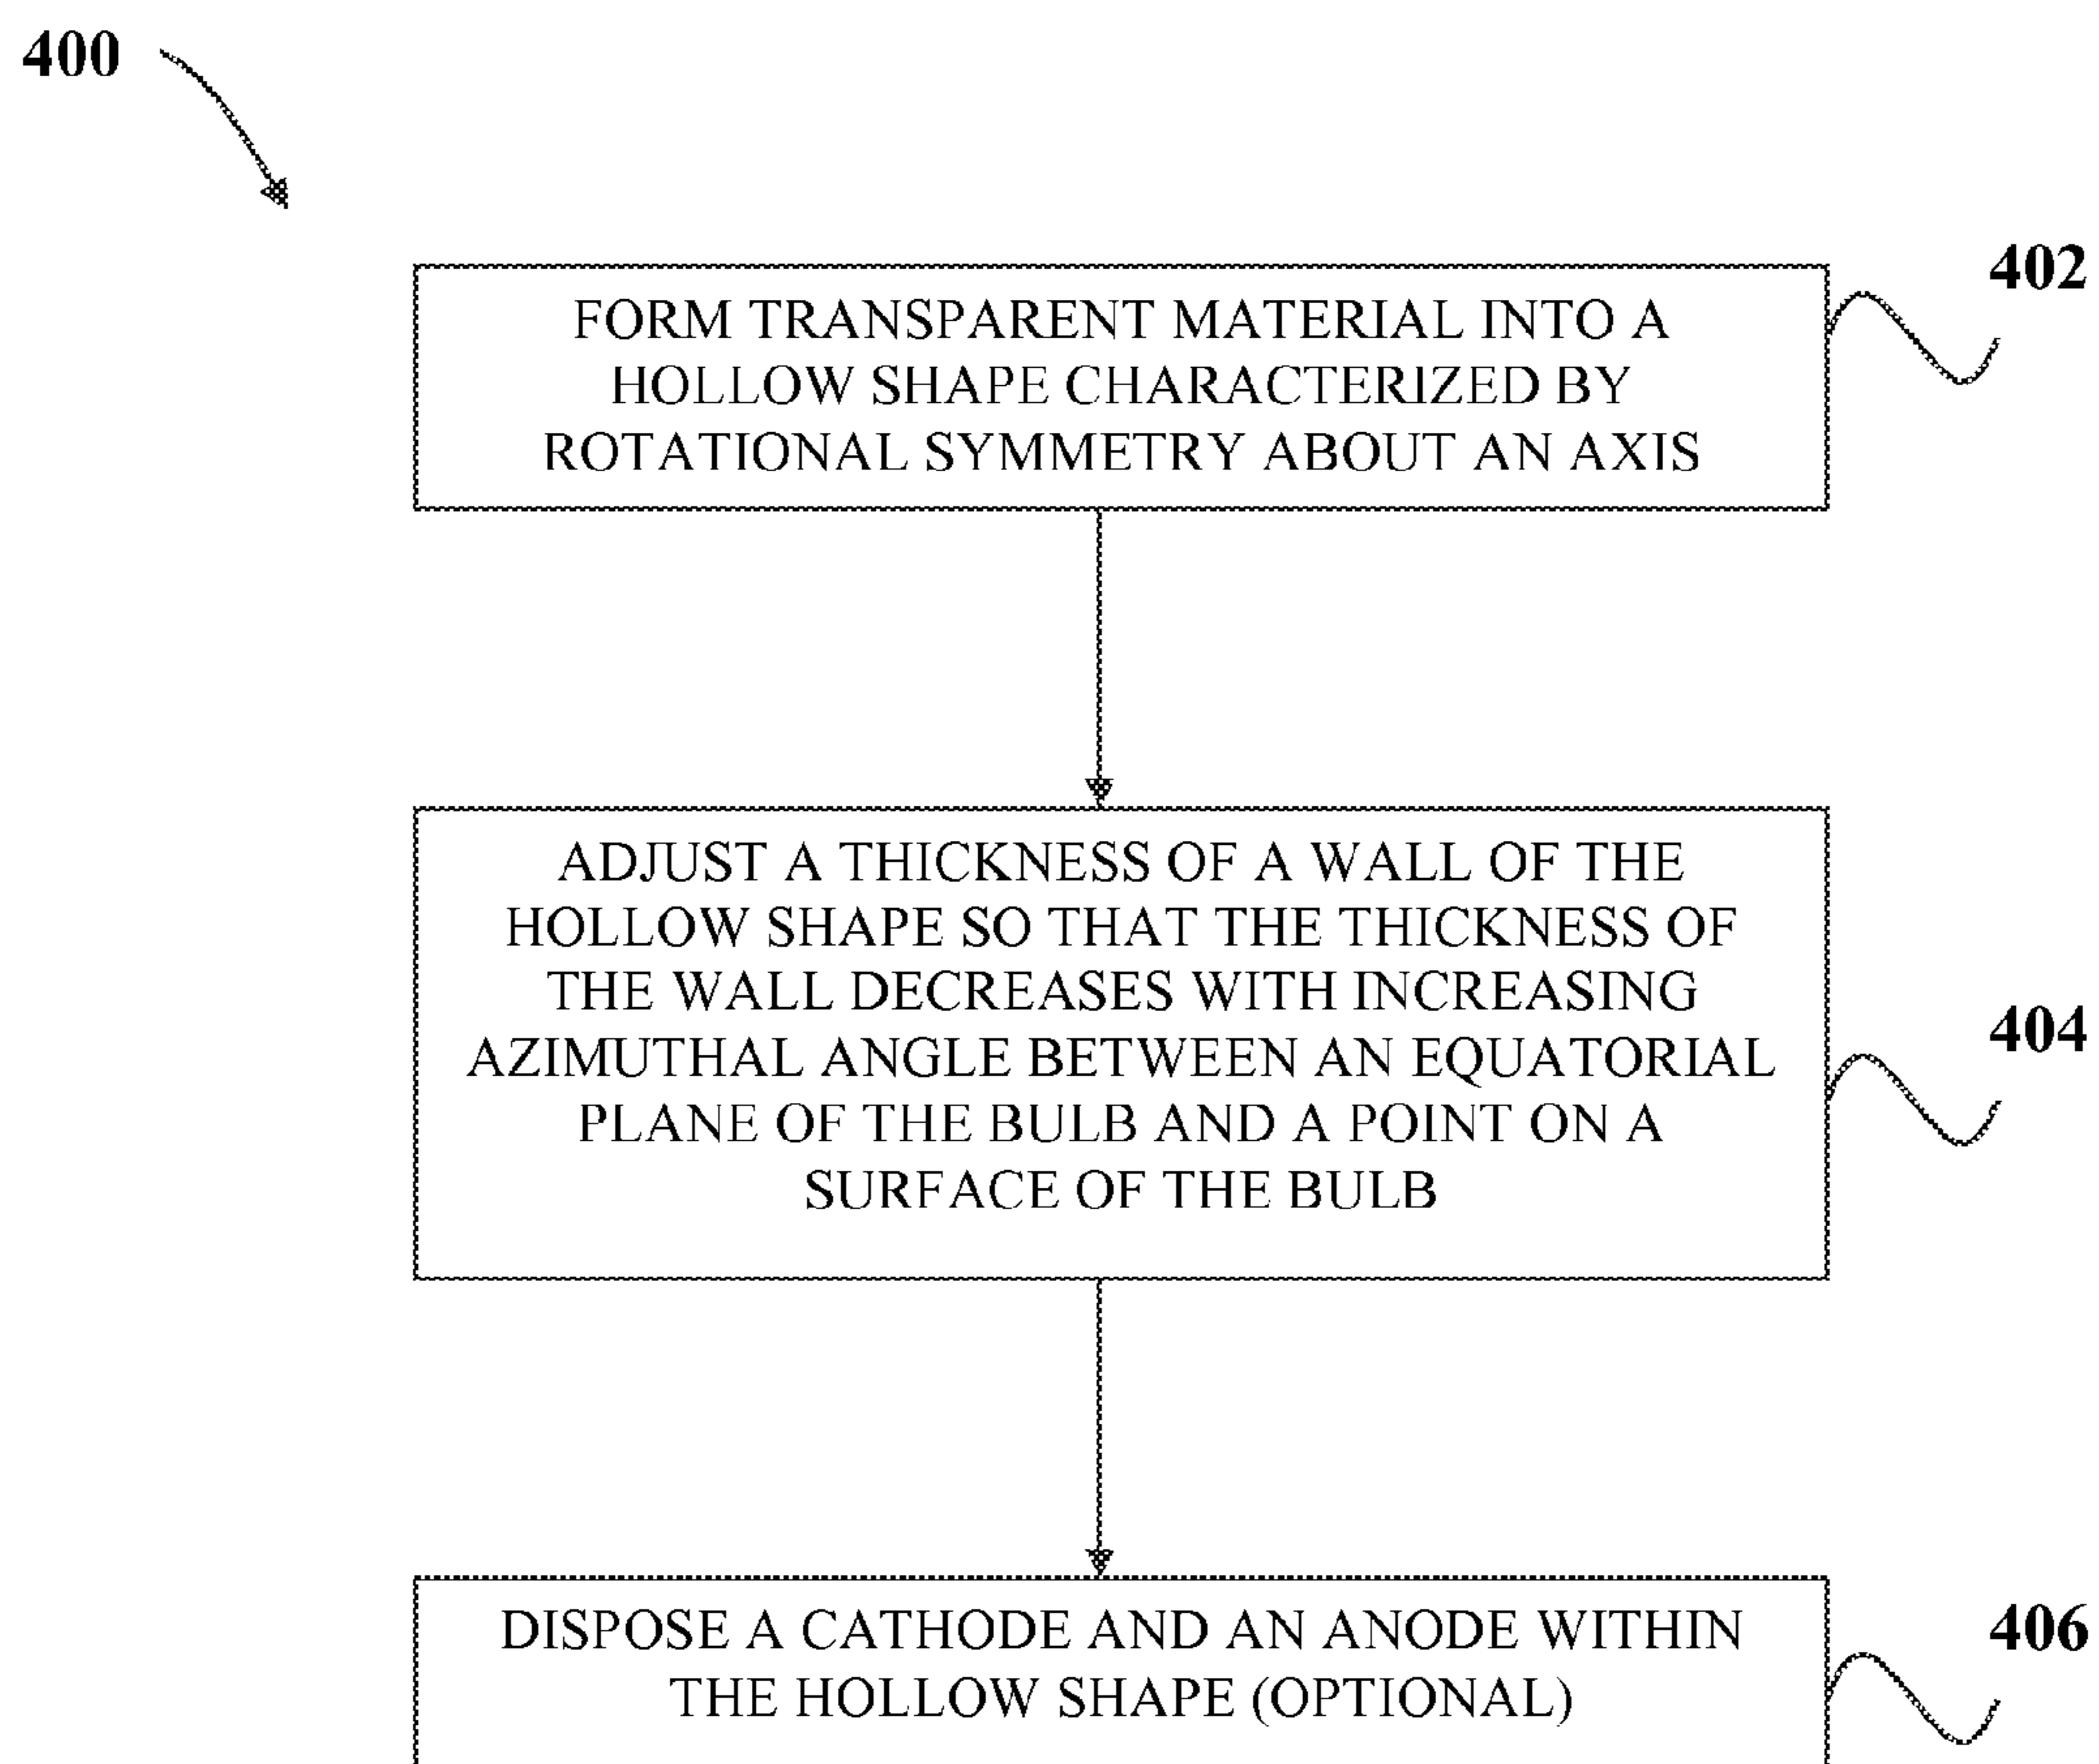 400
402
FORM TRANSPARENT MATERIAL INTO A
HOLLOW SHAPE CHARACTERIZED BY
ROTATIONAL SYMMETRY ABOUT AN AXIS
404
ADJUST A THICKNESS OF A WALL OF THE
HOLLOW SHAPE SO THAT THE THICKNESS OF
THE WALL DECREASES WITH INCREASING
AZIMUTHAL ANGLE BETWEEN AN EQUATORIAL
PLANE OF THE BULB AND A POINT ON A
SURFACE OF THE BULB
406
DISPOSE A CATHODE AND AN ANODE WITHIN
THE HOLLOW SHAPE (OPTIONAL)